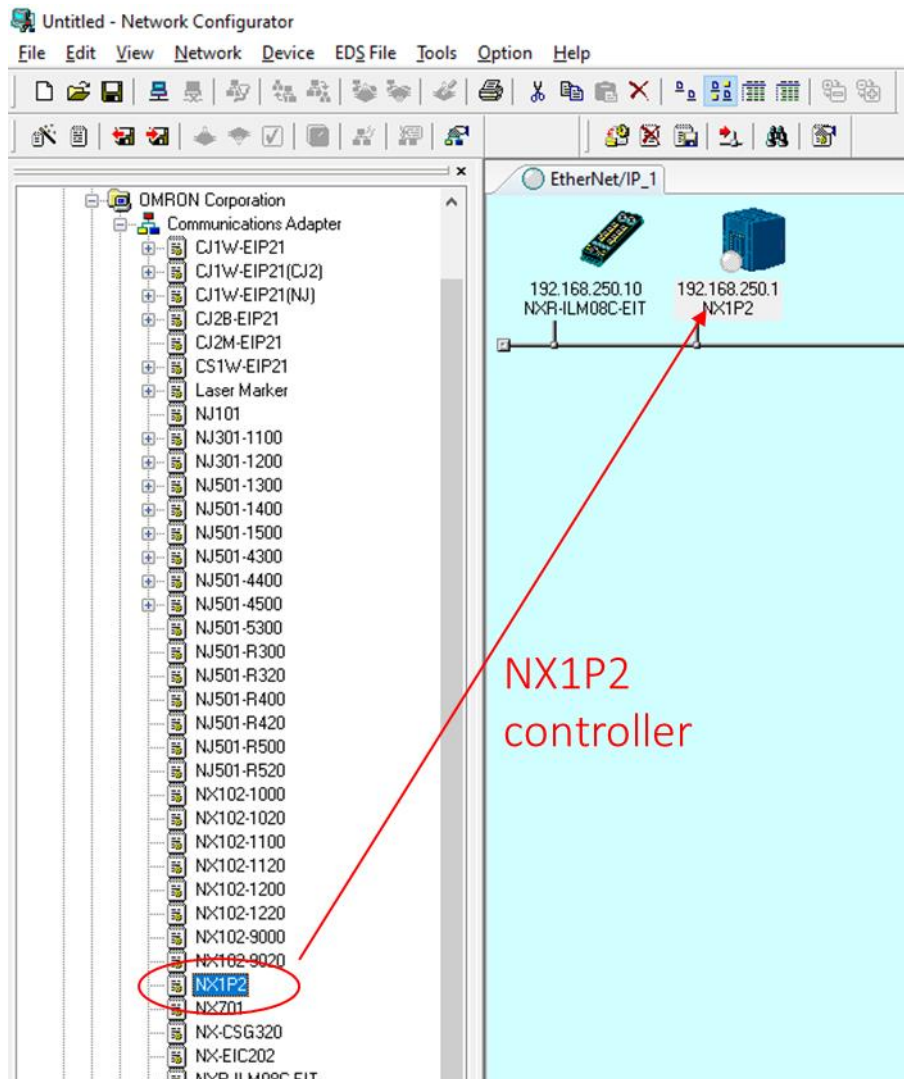 Untitled - Network Configurator
File Edit View Network Device EDS File Tools Option Help
OMRON Corporation
Communications Adapter
CJ1W-EIP21
CJ1W-EIP21(CJ2)
CJ1W-EIP21(NJ)
CJ2B-EIP21
CJ2M-EIP21
CS1W-EIP21
Laser Marker
NJ101
NJ301-1100
NJ301-1200
NJ501-1300
NJ501-1400
NJ501-1500
NJ501-4300
NJ501-4400
NJ501-4500
NJ501-5300
NJ501-R300
NJ501-R320
NJ501-R400
NJ501-R420
NJ501-R500
NJ501-R520
NX102-1000
NX102-1020
NX102-1100
NX102-1120
NX102-1200
NX102-1220
NX102-9000
NX102-9020
NX1P2
NX701
NX-CSG320
NX-EIC202
NXR-ILM08C-EIT
EtherNet/IP_1
192.168.250.10
NXR-ILM08C-EIT
192.168.250.1
NX1P2
NX1P2
controller